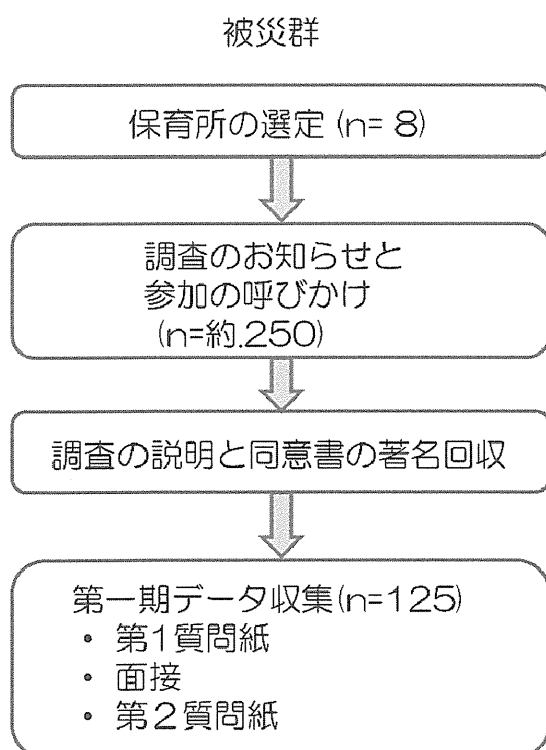 被災群
保育所の選定 (n= 8)
調査のお知らせと
参加の呼びかけ
(n=約.250)
調査の説明と同意書の著名回収
第一期データ収集(n=125)
・ 第1質問紙
・ 面接
・ 第2質問紙